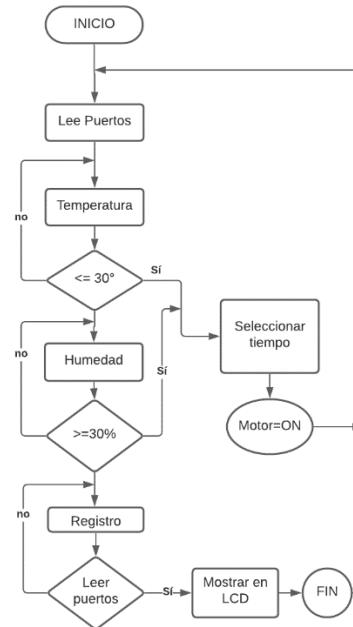 INICIO
Lee Puertos
no
Temperatura
<= 30°
Sí
no
Humedad
Sí
Seleccionar
tiempo
>=30%
Motor=ON
no
Registro
Leer
puertos
Sí
Mostrar en
LCD
FIN